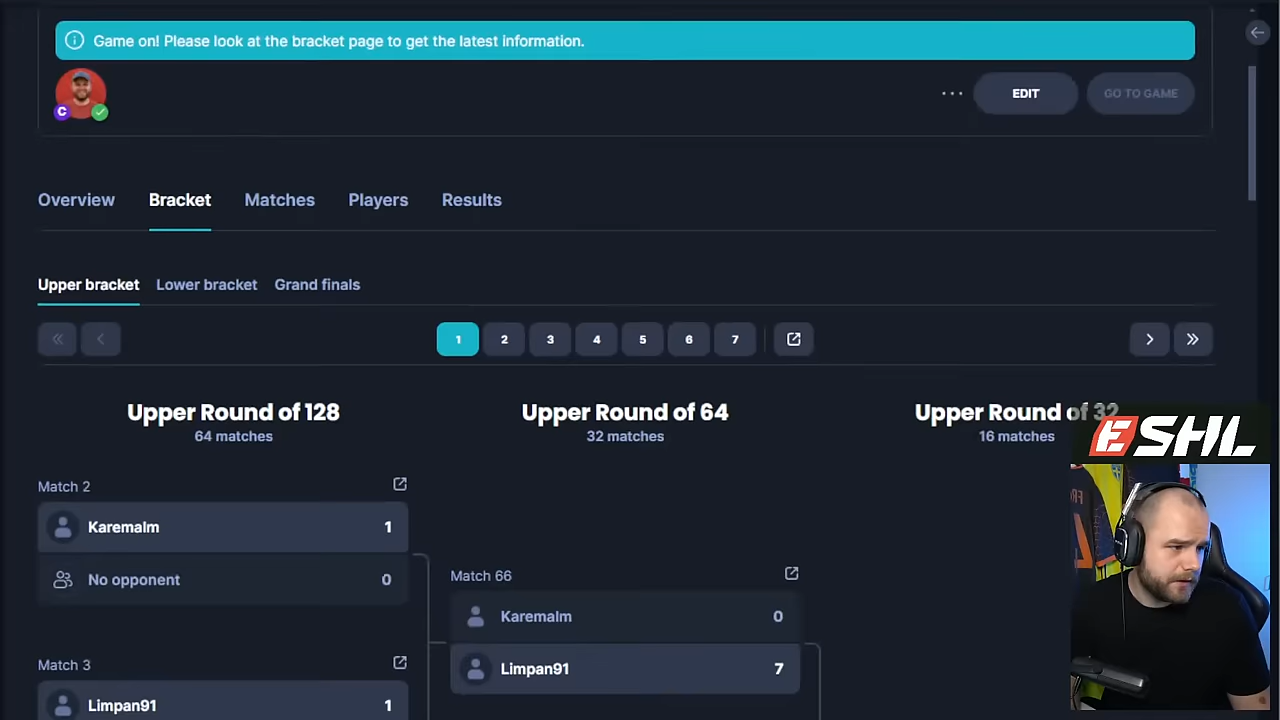 Game on! Please look at the bracket page to get the latest information.
C
EDIT
GO TO GAME
Overview
Bracket
Matches
Players
Results
Upper bracket
Lower bracket
Grand finals
1
2
3
4
5
6
7
Upper Round of 128
64 matches
Upper Round of 64
32 matches
Upper Round of 32
16 matches
ESHL
Match 2
Karemalm 1
No opponent 0
Match 66
Karemalm 0
Limpan91 7
Match 3
Limpan91 1